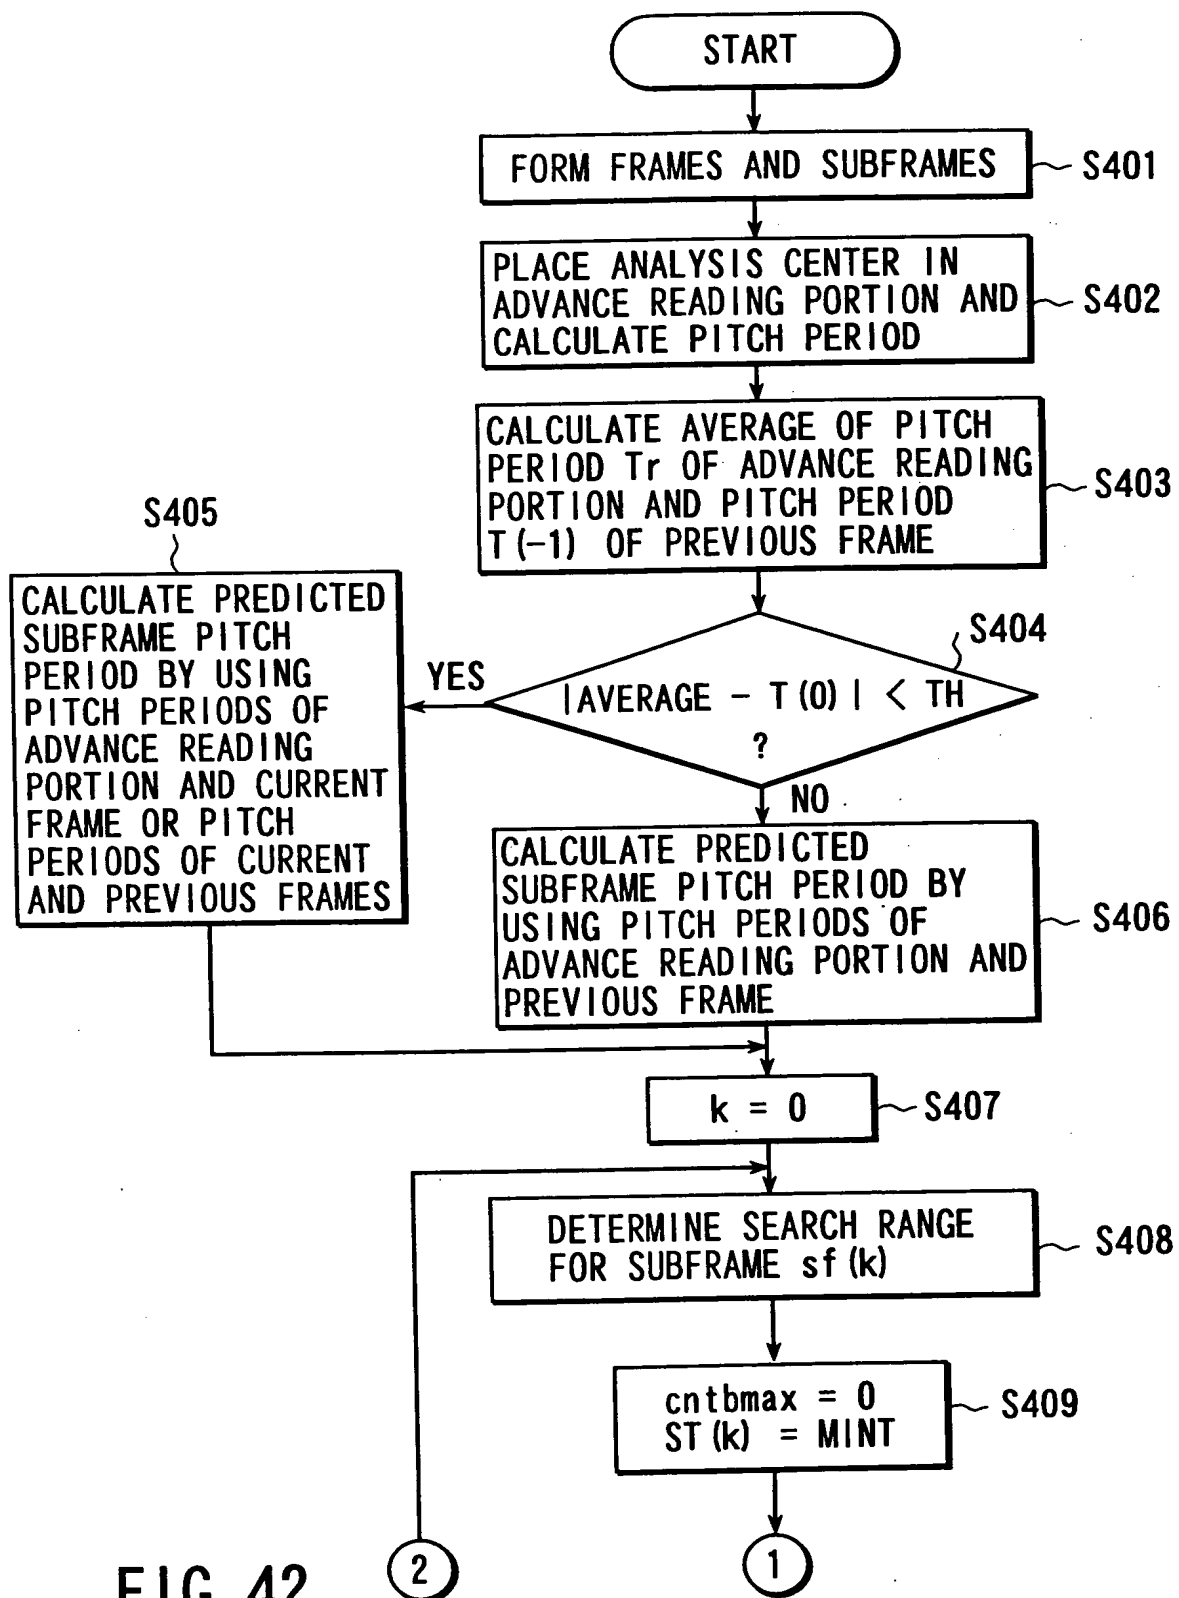 START
FORM FRAMES AND SUBFRAMES
S401
PLACE ANALYSIS CENTER IN
ADVANCE READING PORTION AND
CALCULATE PITCH PERIOD
S402
CALCULATE AVERAGE OF PITCH
PERIOD Tr OF ADVANCE READING
PORTION AND PITCH PERIOD
T(-1) OF PREVIOUS FRAME
S403
S404
|AVERAGE - T(0)| < TH
?
YES
NO
S405
CALCULATE PREDICTED
SUBFRAME PITCH
PERIOD BY USING
PITCH PERIODS OF
ADVANCE READING
PORTION AND CURRENT
FRAME OR PITCH
PERIODS OF CURRENT
AND PREVIOUS FRAMES
CALCULATE PREDICTED
SUBFRAME PITCH PERIOD BY
USING PITCH PERIODS OF
ADVANCE READING PORTION AND
PREVIOUS FRAME
S406
k = 0
S407
DETERMINE SEARCH RANGE
FOR SUBFRAME sf(k)
S408
cntbmax = 0
ST(k) = MINT
S409
2
1
FIG. 42